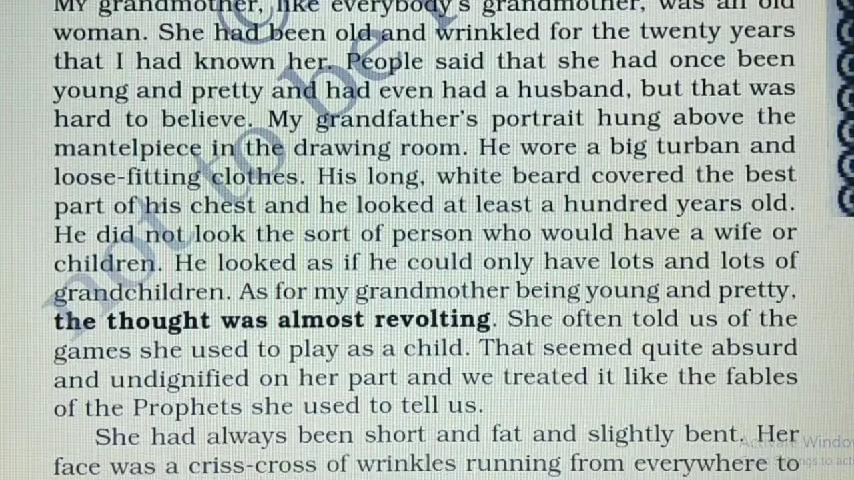 My grandmother, like everybody's grandmother, was an old
woman. She had been old and wrinkled for the twenty years
that I had known her. People said that she had once been
young and pretty and had even had a husband, but that was
hard to believe. My grandfather's portrait hung above the
mantelpiece in the drawing room. He wore a big turban and
loose-fitting clothes. His long, white beard covered the best
part of his chest and he looked at least a hundred years old.
He did not look the sort of person who would have a wife or
children. He looked as if he could only have lots and lots of
grandchildren. As for my grandmother being young and pretty,
the thought was almost revolting. She often told us of the
games she used to play as a child. That seemed quite absurd
and undignified on her part and we treated it like the fables
of the Prophets she used to tell us.
She had always been short and fat and slightly bent. Her
face was a criss-cross of wrinkles running from everywhere to
© not to be r
Activate Windo
ngs to act